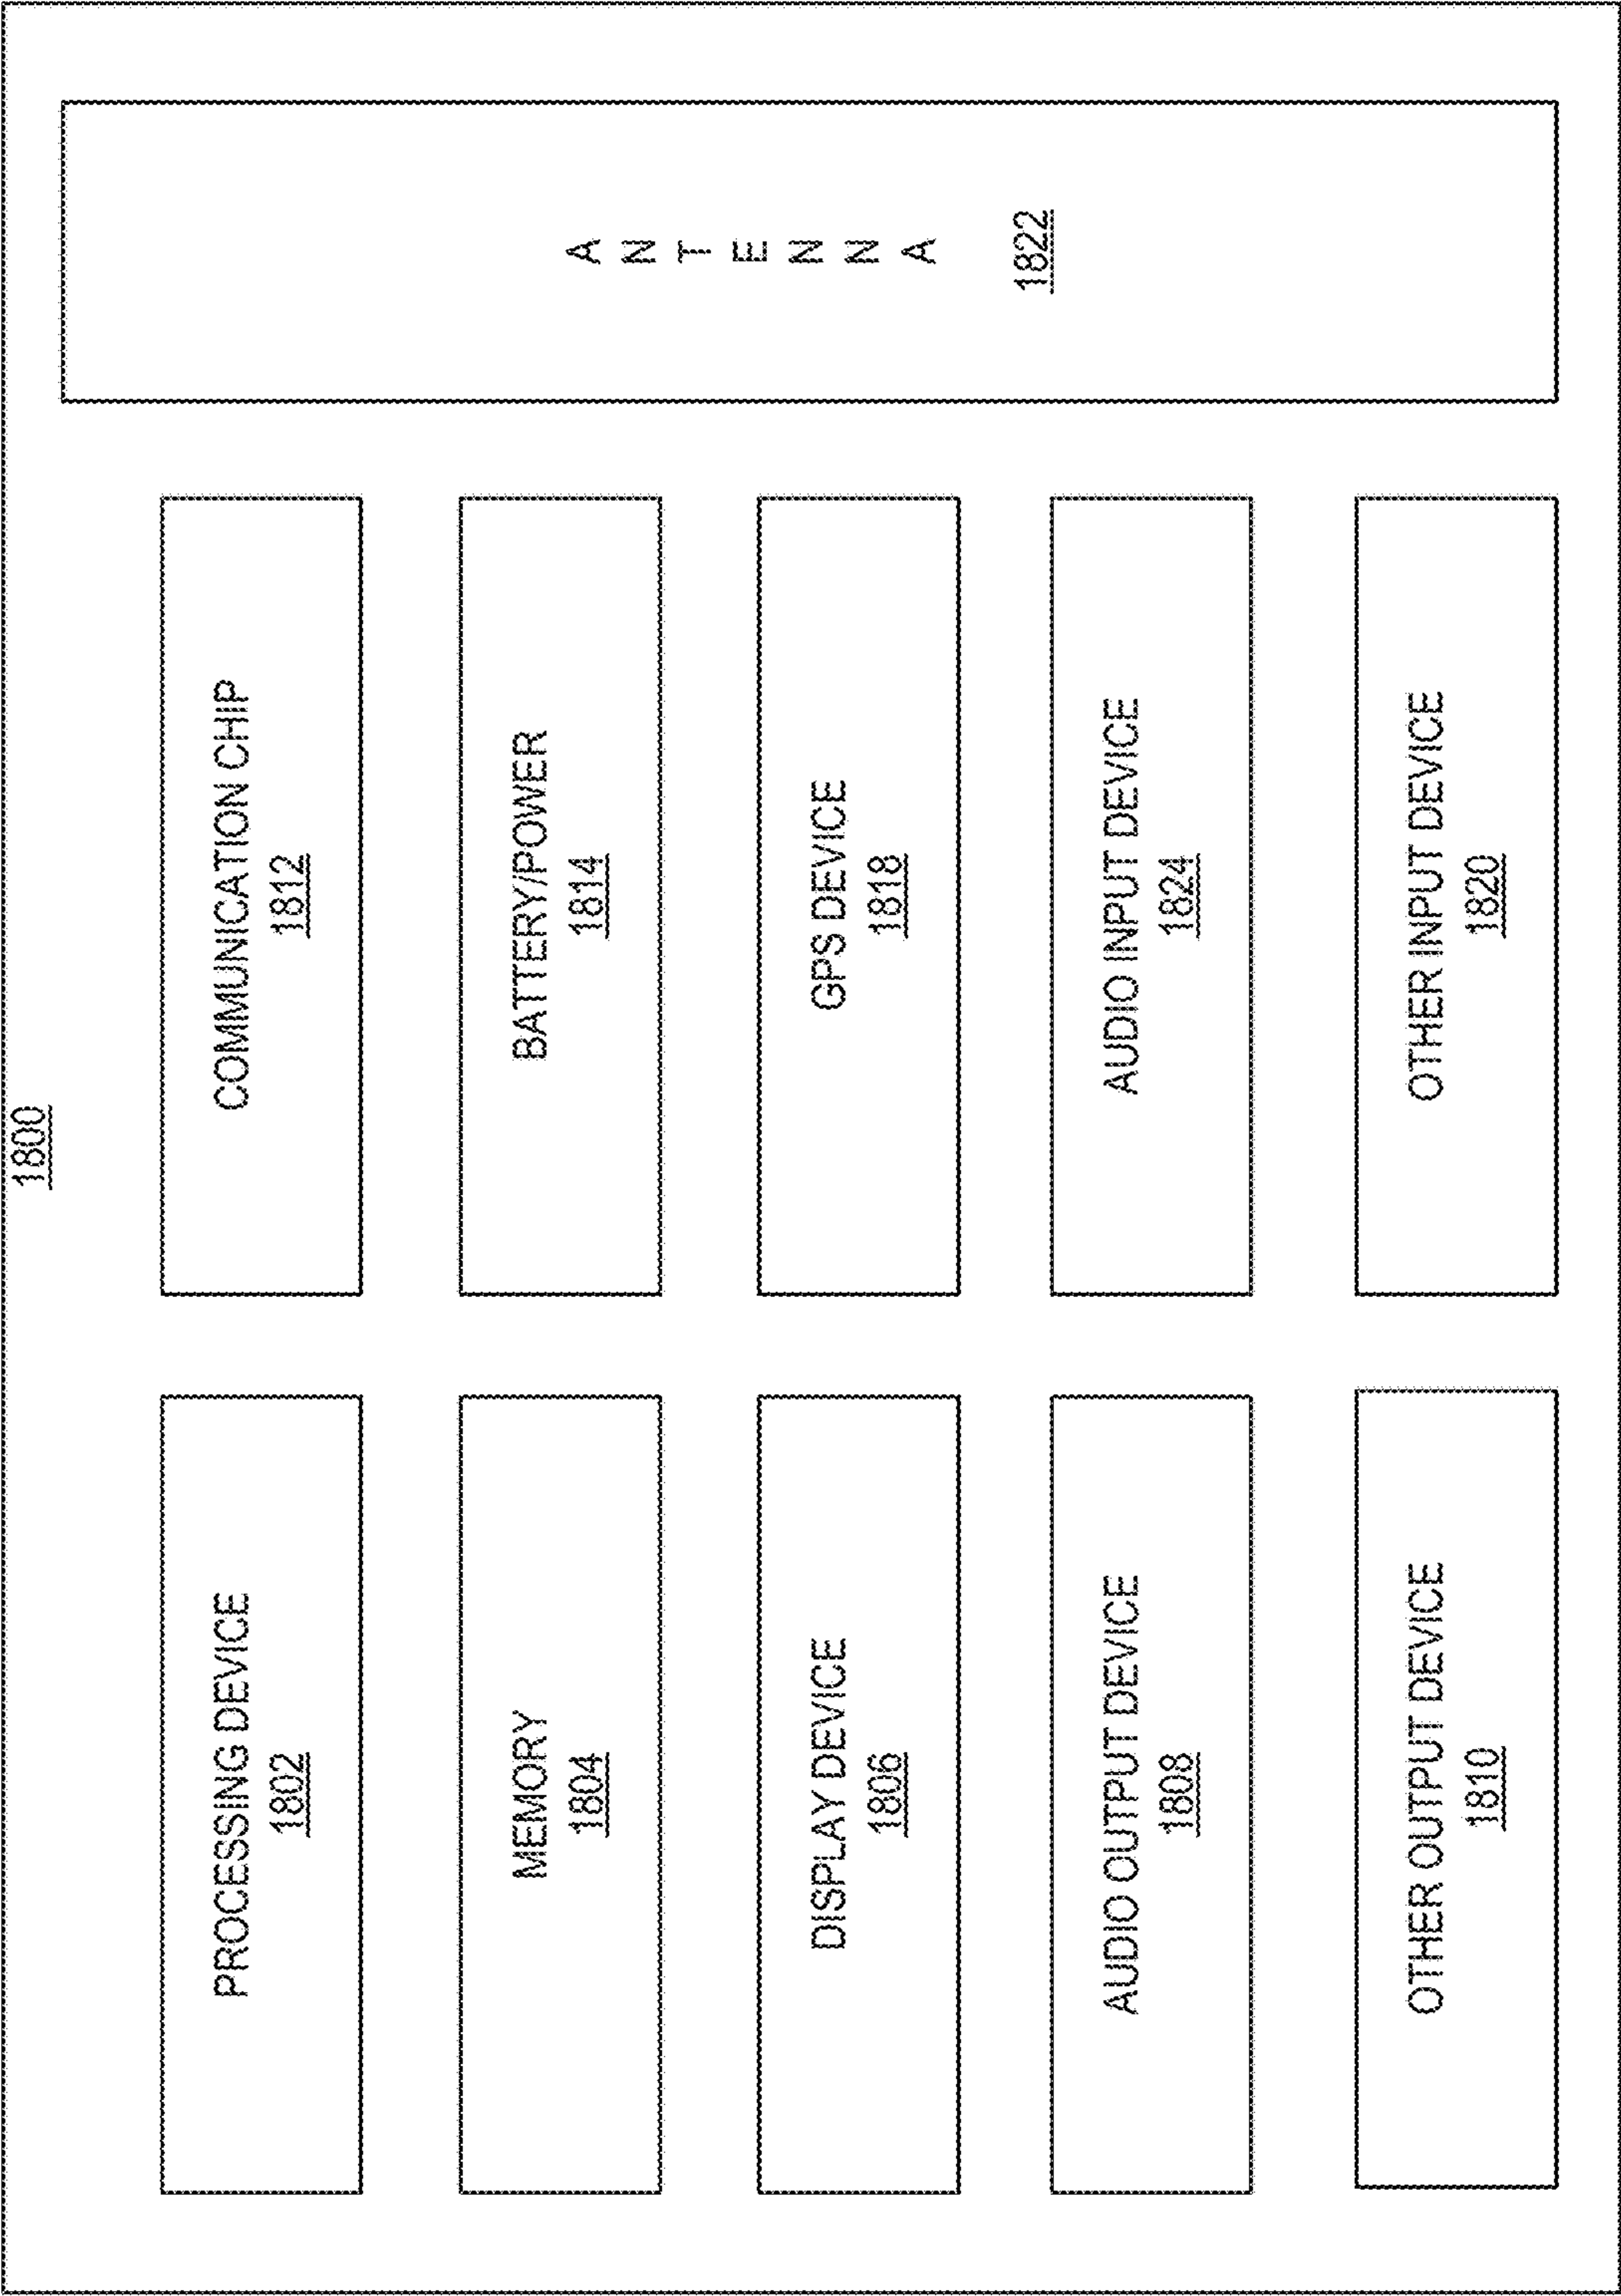 1800
PROCESSING DEVICE
1802
COMMUNICATION CHIP
1812
MEMORY
1804
BATTERY/POWER
1814
DISPLAY DEVICE
1806
GPS DEVICE
1818
AUDIO OUTPUT DEVICE
1808
AUDIO INPUT DEVICE
1824
OTHER OUTPUT DEVICE
1810
OTHER INPUT DEVICE
1820
A
N
T
E
N
N
A
1822